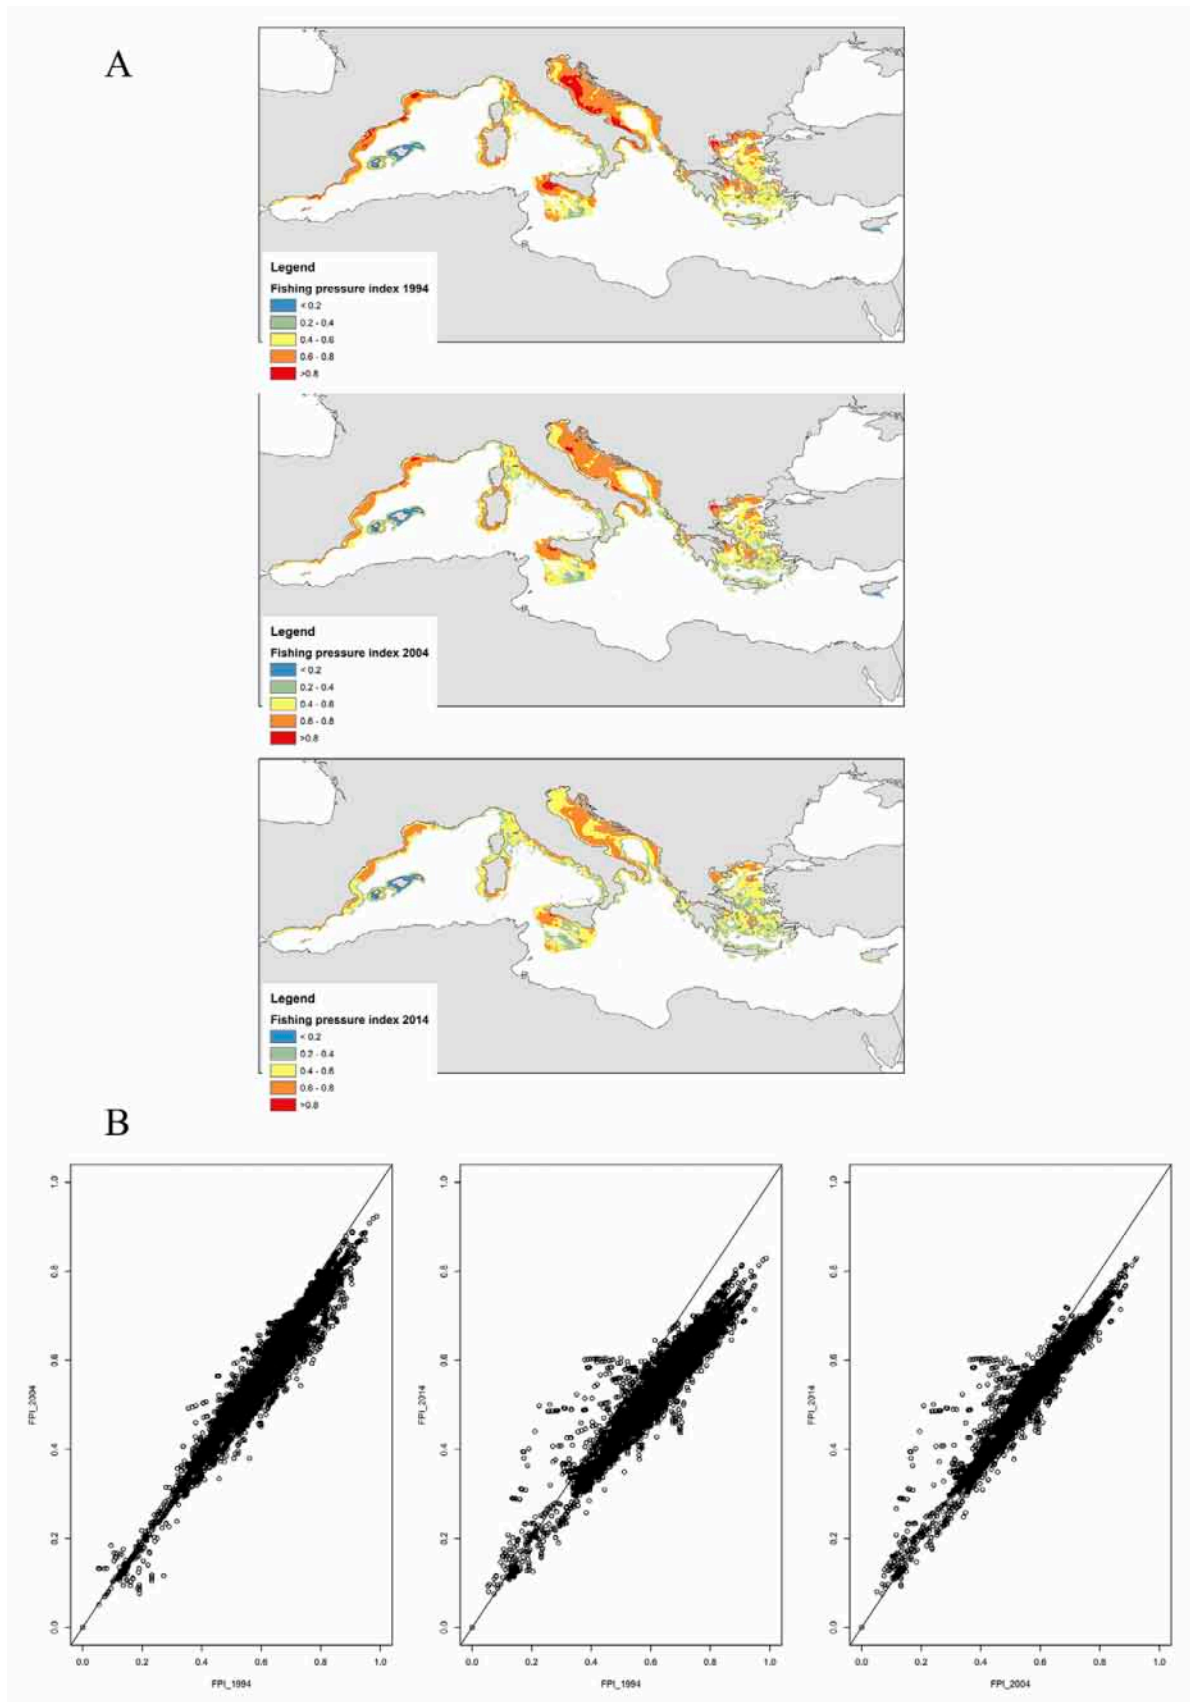 A
Legend
Fishing pressure index 1994
< 0.2
0.2 - 0.4
0.4 - 0.6
0.6 - 0.8
>0.8
Legend
Fishing pressure index 2004
< 0.2
0.2 - 0.4
0.4 - 0.6
0.6 - 0.8
>0.8
Legend
Fishing pressure index 2014
< 0.2
0.2 - 0.4
0.4 - 0.6
0.6 - 0.8
>0.8
B
FPI_2004
0.0 0.2 0.4 0.6 0.8 1.0
0.0 0.2 0.4 0.6 0.8 1.0
FPI_1994
FPI_2014
0.0 0.2 0.4 0.6 0.8 1.0
0.0 0.2 0.4 0.6 0.8 1.0
FPI_1994
FPI_2014
0.0 0.2 0.4 0.6 0.8 1.0
0.0 0.2 0.4 0.6 0.8 1.0
FPI_2004